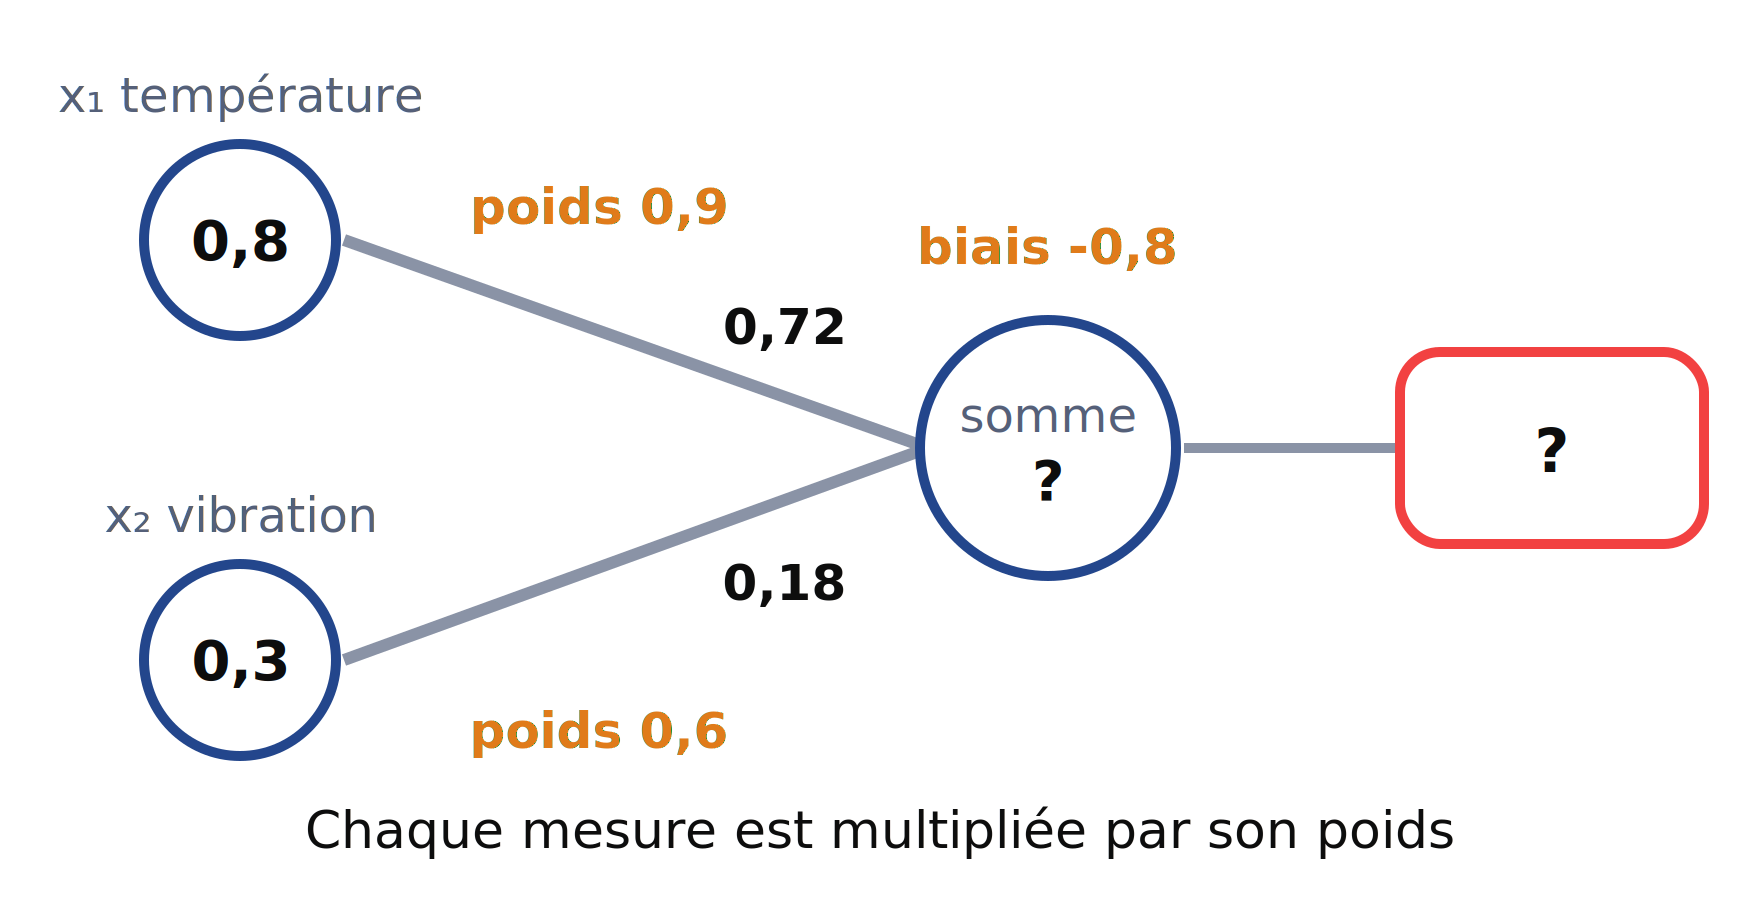 x₁ température
0,8
poids 0,9
biais -0,8
0,72
somme
?
?
x₂ vibration
0,3
0,18
poids 0,6
Chaque mesure est multipliée par son poids